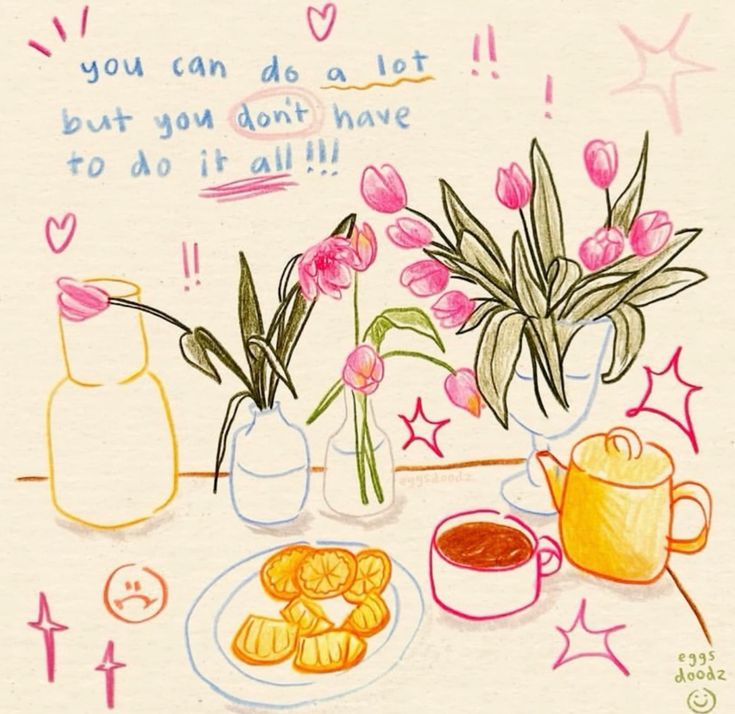 you can do a lot
but you don't have
to do it all!!!
eggsdoodz
eggs
doodz